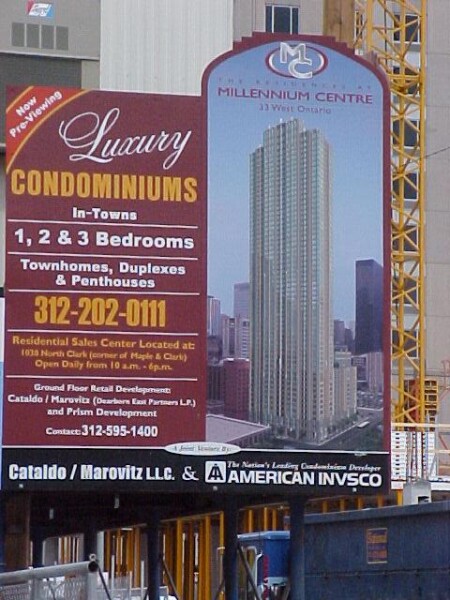 Now
Pre-Viewing
Luxury
CONDOMINIUMS
In-Towns
1, 2 & 3 Bedrooms
Townhomes, Duplexes
& Penthouses
312-202-0111
Residential Sales Center Located at:
1038 North Clark (corner of Maple & Clark)
Open Daily from 10 a.m. - 6p.m.
Ground Floor Retail Development:
Cataldo / Marovitz (Dearborn East Partners L.P.)
and Prism Development
Contact: 312-595-1400
MC
THE RESIDENCES AT
MILLENNIUM CENTRE
33 West Ontario
A Joint Venture By:
Cataldo / Marovitz L.L.C. &
The Nation's Leading Condominium Developer
AMERICAN INVSCO